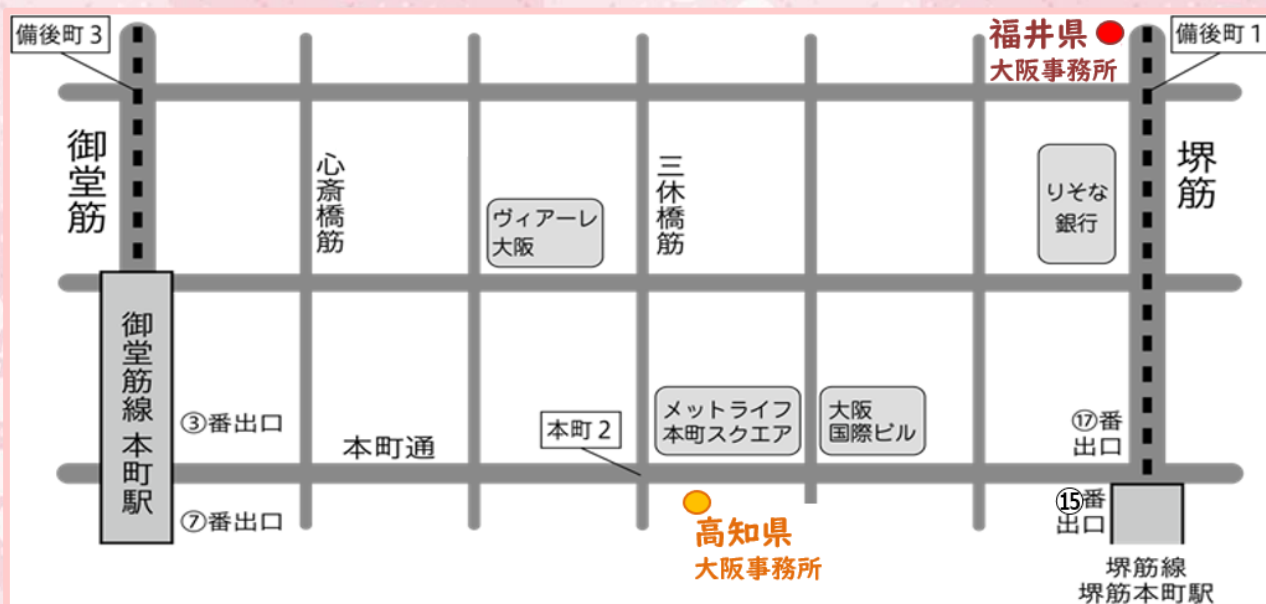 備後町3
福井県
大阪事務所
備後町1
御堂筋
心斎橋筋
三休橋筋
堺筋
ヴィアーレ
大阪
りそな
銀行
御堂筋線 本町駅
③番出口
本町通
本町2
メットライフ
本町スクエア
大阪
国際ビル
⑰番
出口
⑦番出口
高知県
大阪事務所
⑮番
出口
堺筋線
堺筋本町駅